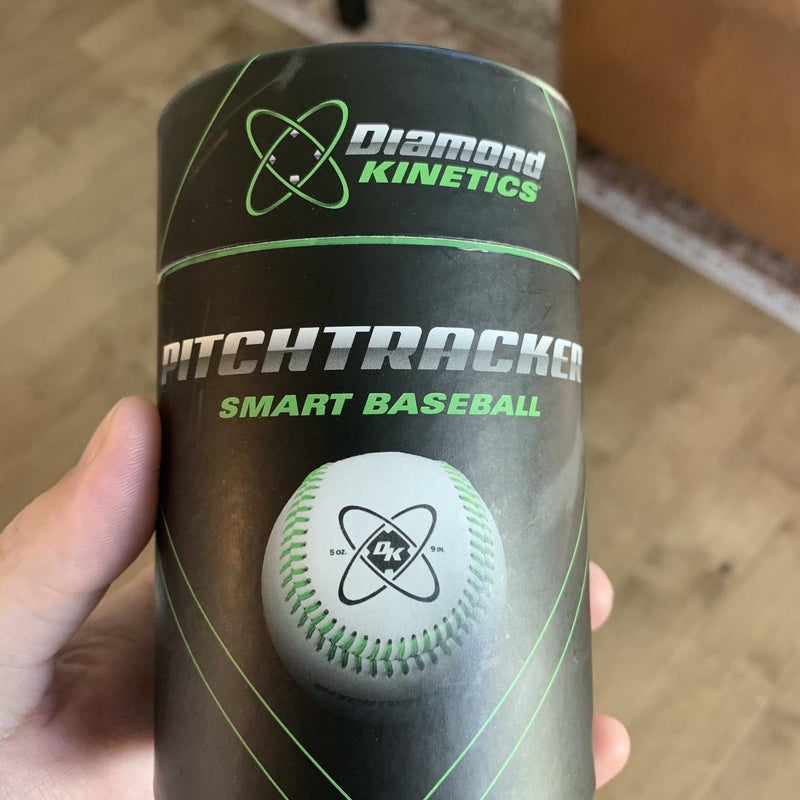 Diamond
KINETICS
PITCHTRACKER
SMART BASEBALL
5 OZ. DK 9 IN.